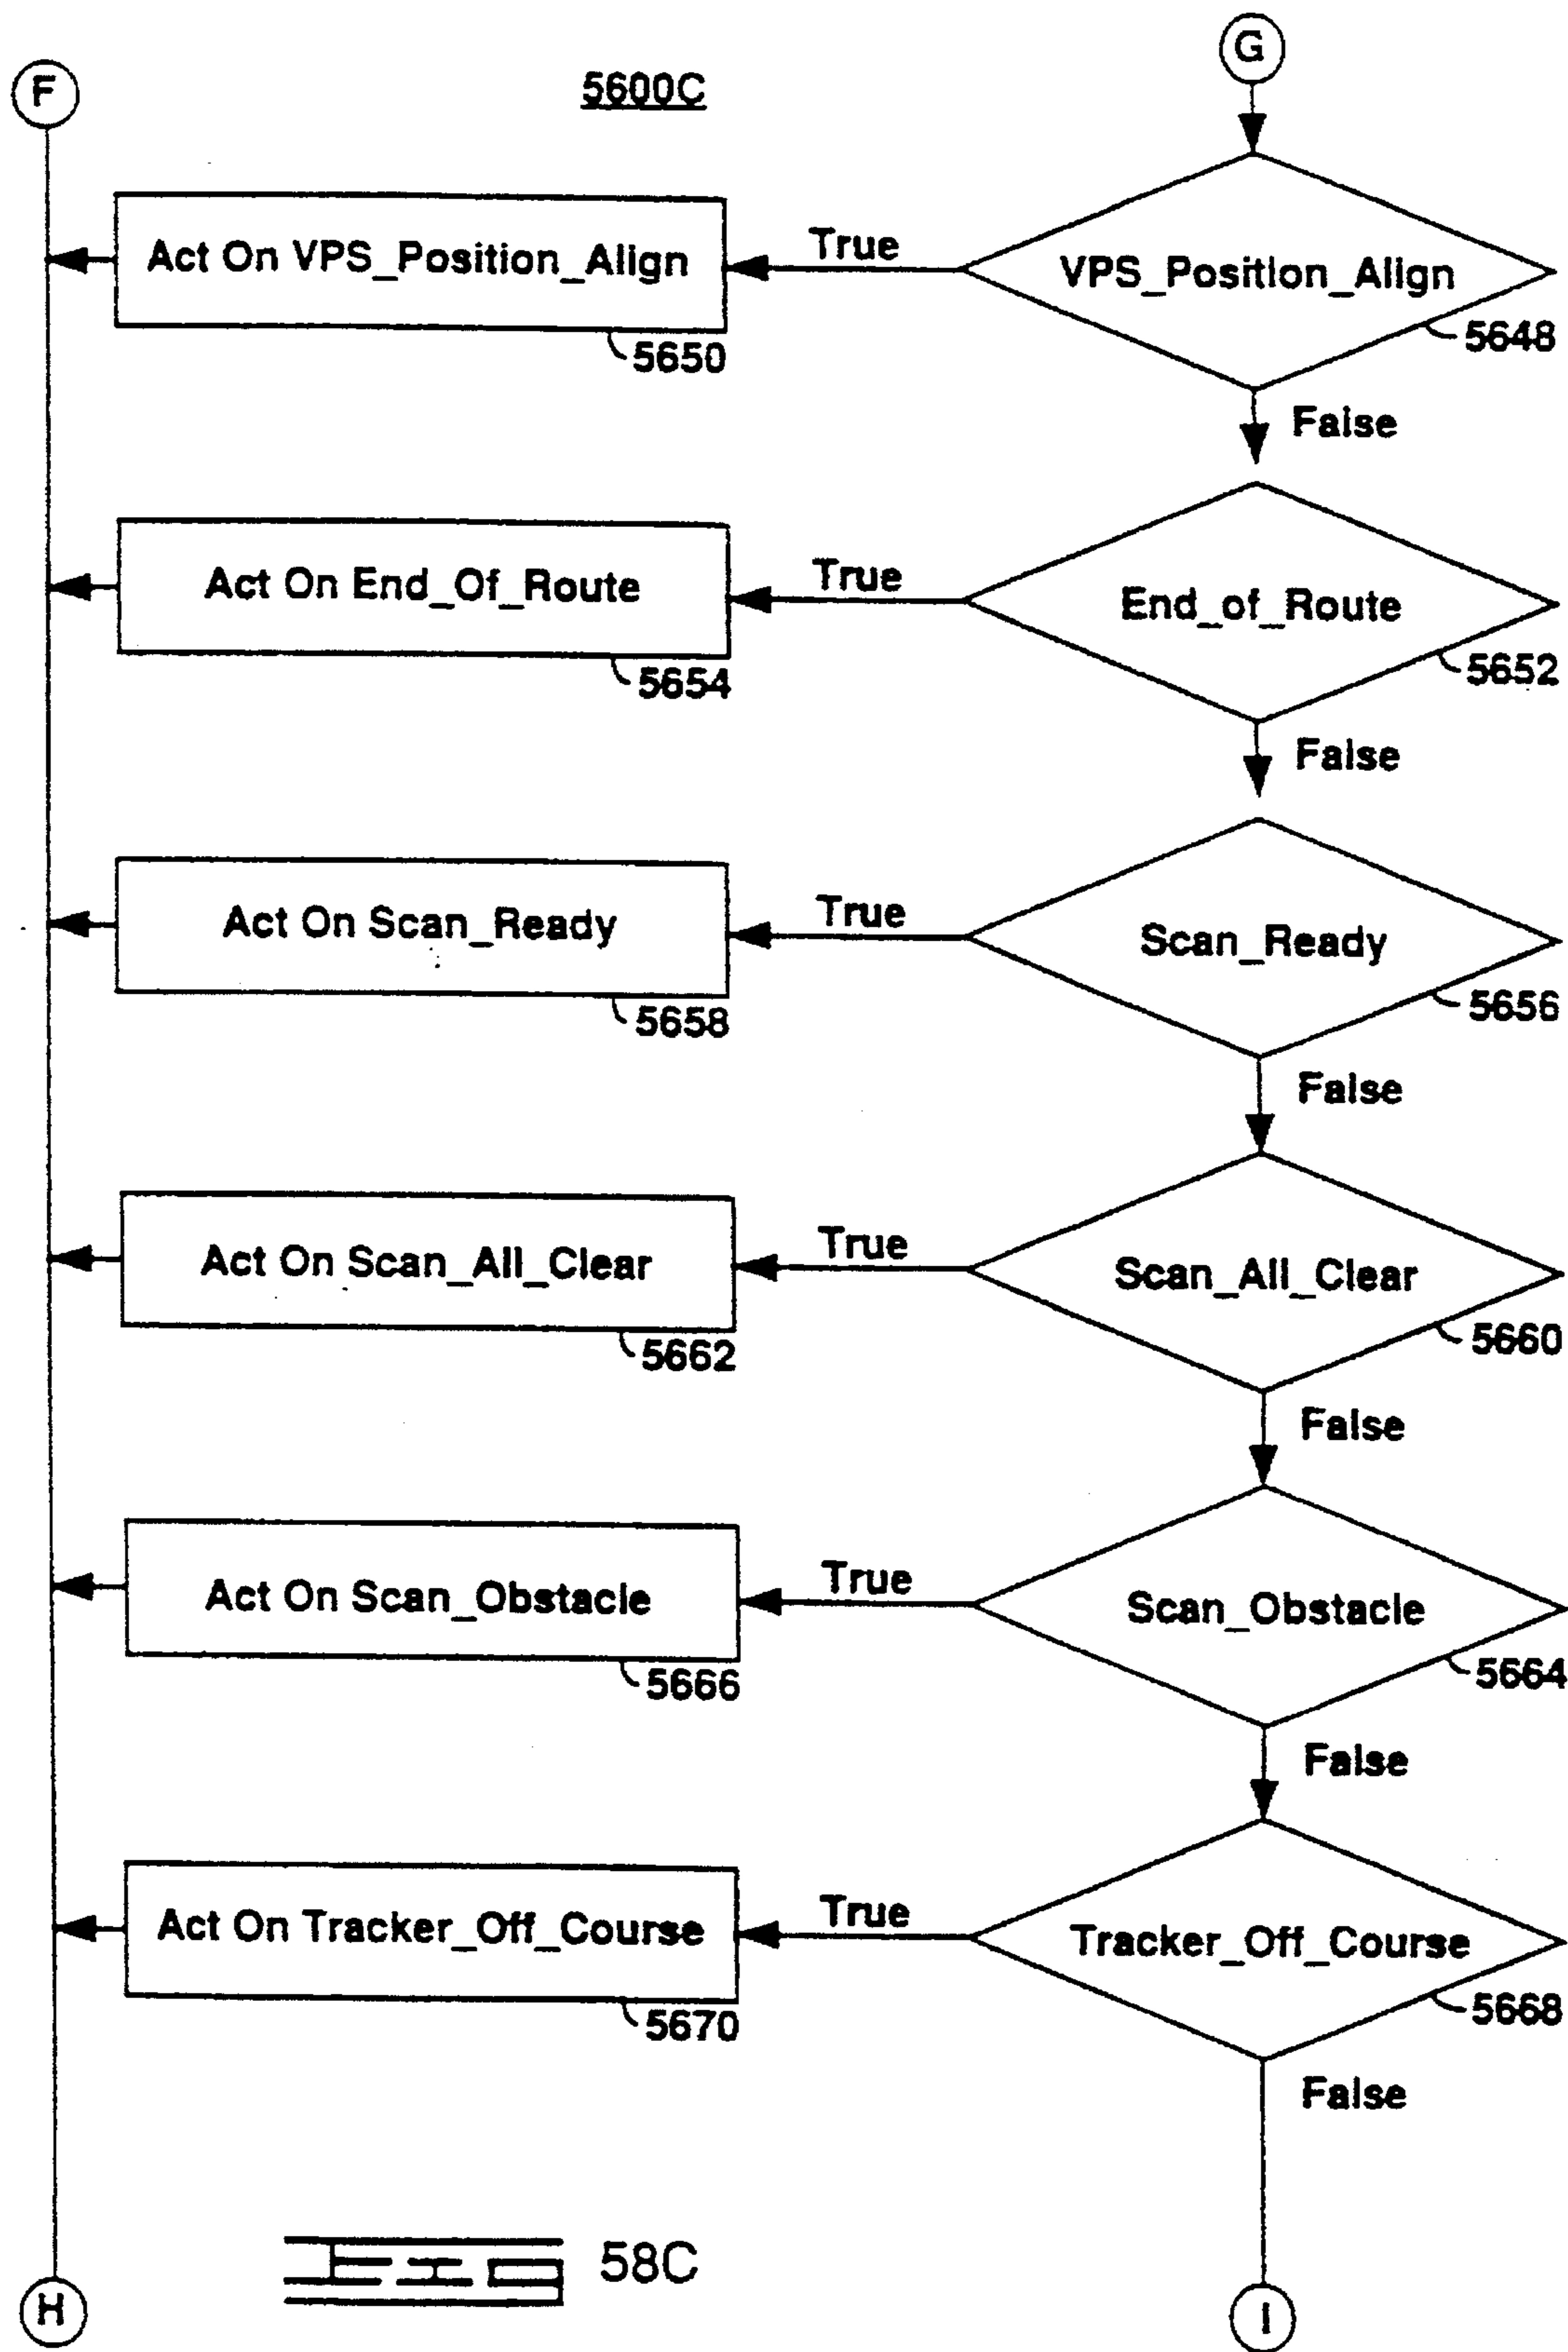 G
F
5600C
Act On VPS_Position_Align
True
VPS_Position_Align
5650
5648
False
Act On End_Of_Route
True
End_of_Route
5654
5652
False
Act On Scan_Ready
True
Scan_Ready
5658
5656
False
Act On Scan_All_Clear
True
Scan_All_Clear
5662
5660
False
Act On Scan_Obstacle
True
Scan_Obstacle
5666
5664
False
Act On Tracker_Off_Course
True
Tracker_Off_Course
5670
5668
False
FIG 58C
H
I